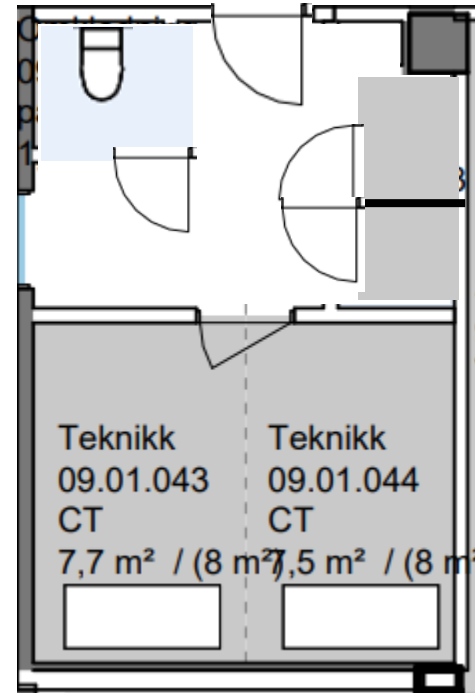 Teknikk
09.01.043
CT
7,7 m² / (8 m²)
Teknikk
09.01.044
CT
7,5 m² / (8 m²